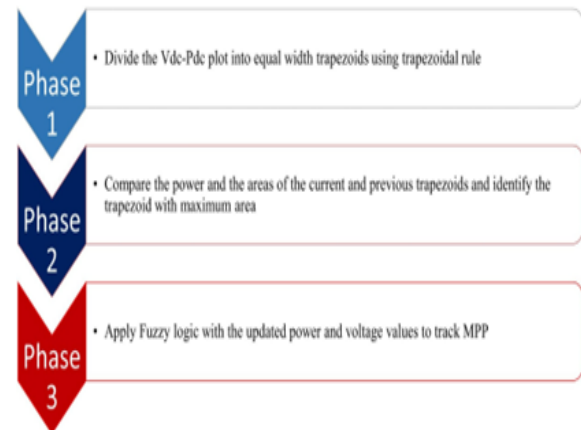 Phase
1
• Divide the Vdc-Pdc plot into equal width trapezoids using trapezoidal rule
Phase
2
• Compare the power and the areas of the current and previous trapezoids and identify the
trapezoid with maximum area
Phase
3
• Apply Fuzzy logic with the updated power and voltage values to track MPP